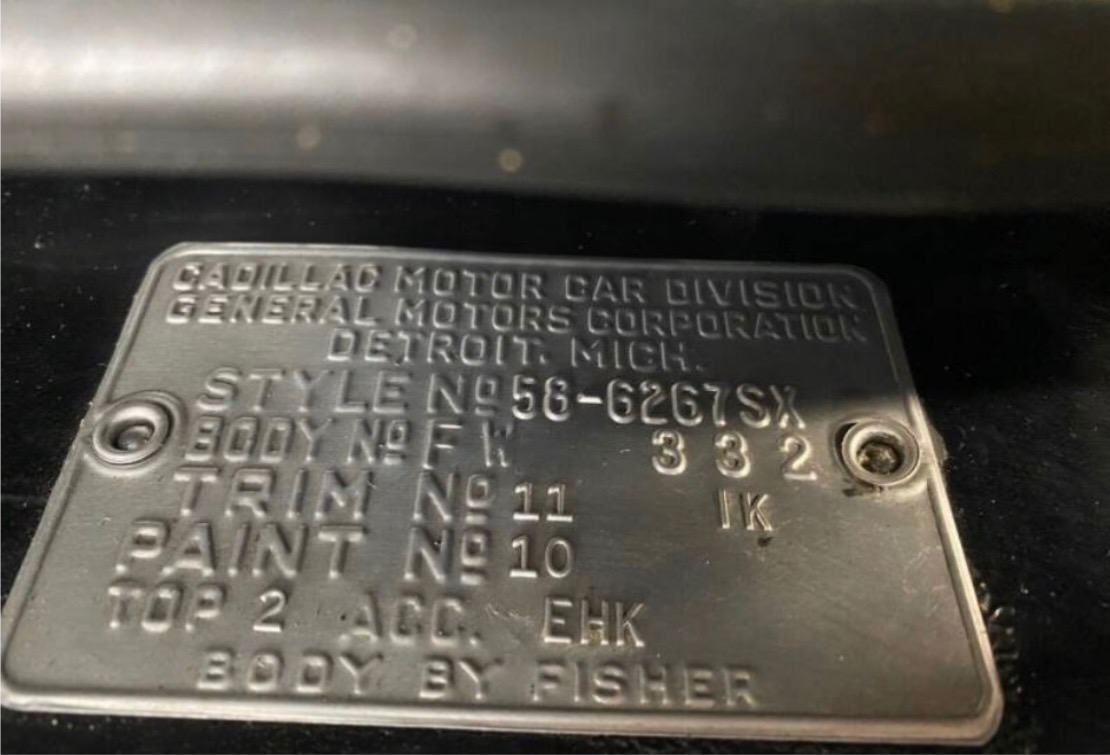 CADILLAC MOTOR CAR DIVISION
GENERAL MOTORS CORPORATION
DETROIT, MICH.
STYLE Nº 58-6267SX
BODY Nº FW 332
TRIM Nº 11 IK
PAINT Nº 10
TOP 2 ACC. EHK
BODY BY FISHER